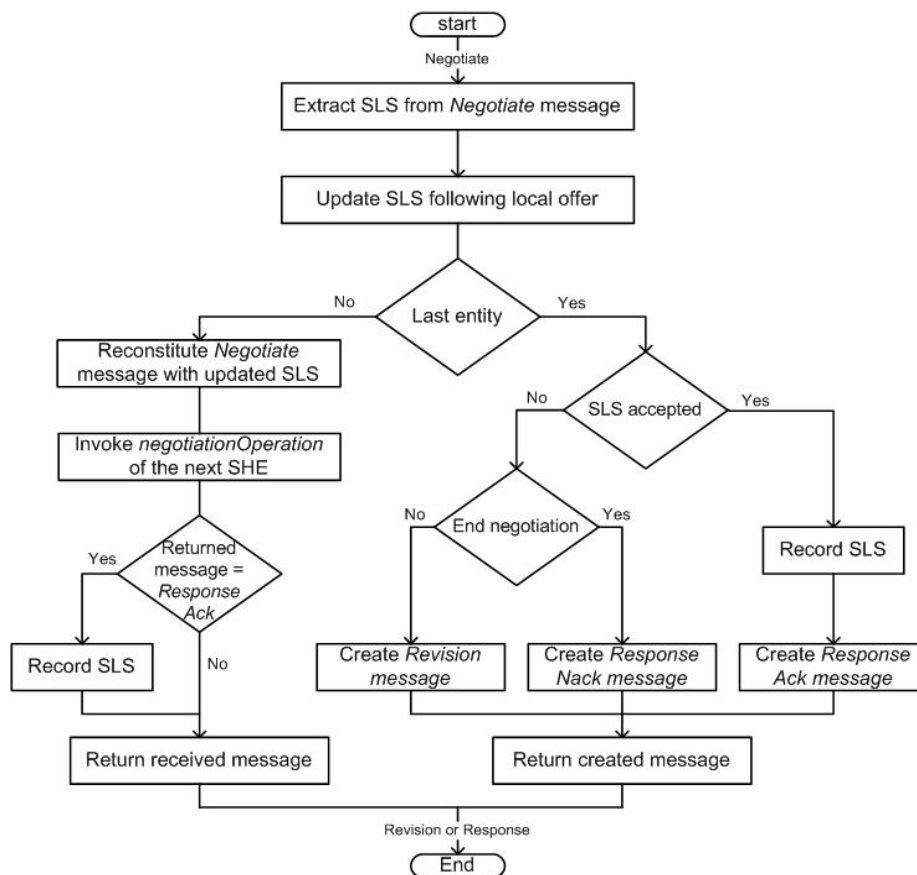 start
Negotiate
Extract SLS from Negotiate message
Update SLS following local offer
No
Last entity
Yes
Reconstitute Negotiate
message with updated SLS
No
SLS accepted
Yes
Invoke negotiationOperation
of the next SHE
No
End negotiation
Yes
Record SLS
Yes
Returned
message =
Response
Ack
Record SLS
No
Create Revision
message
Create Response
Nack message
Create Response
Ack message
Return received message
Return created message
Revision or Response
End